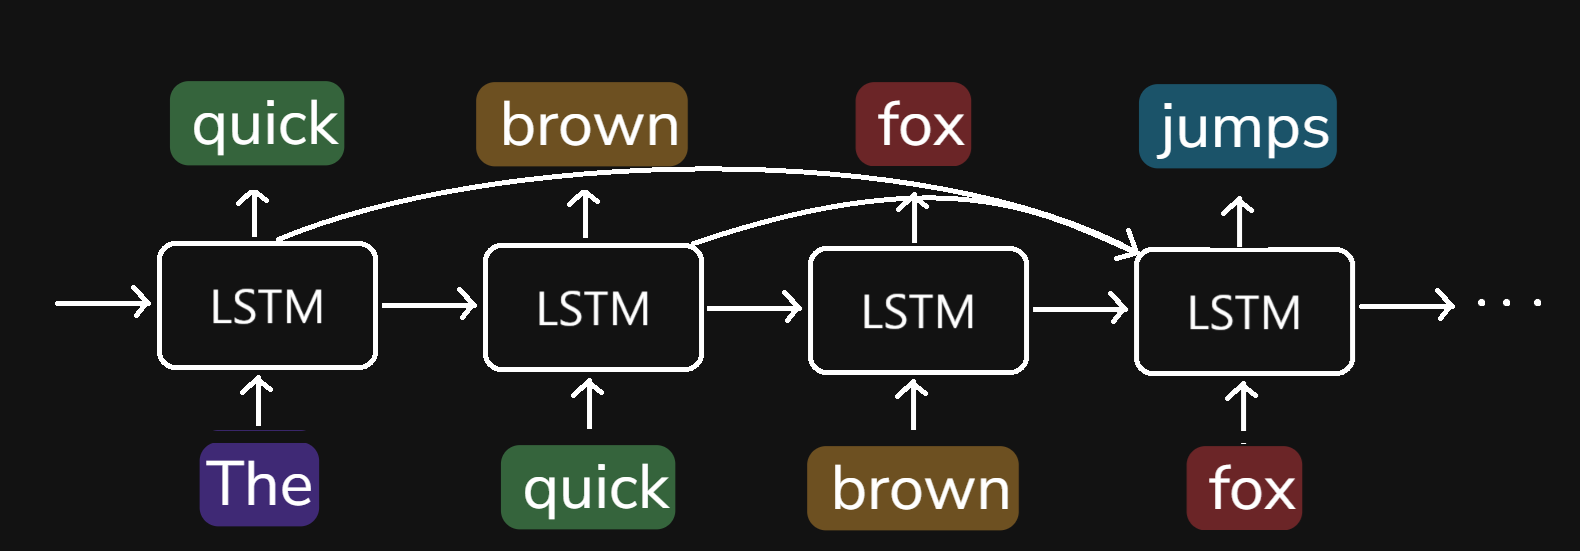 quick brown fox jumps
LSTM LSTM LSTM LSTM . . .
The quick brown fox